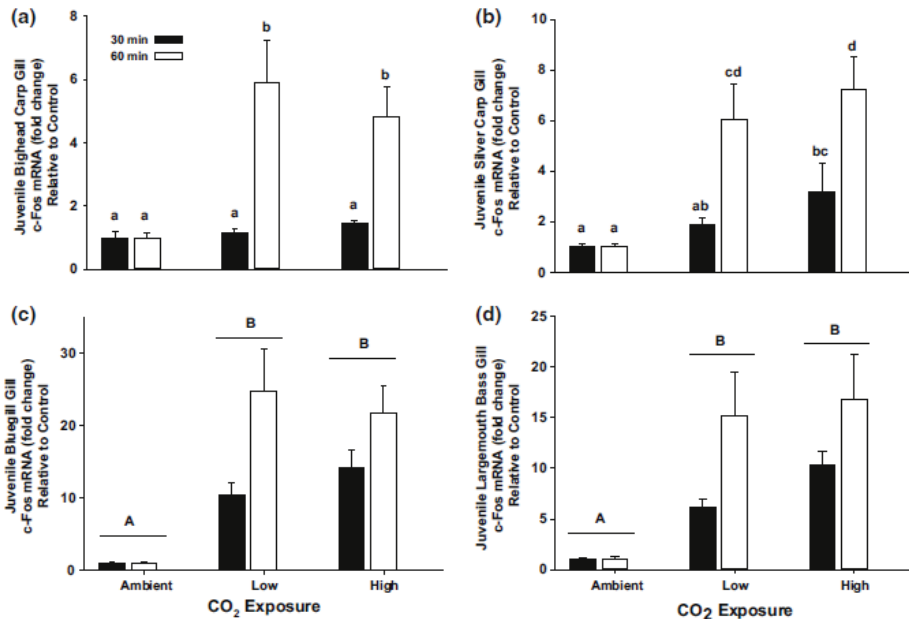 (a)
Juvenile Bighead Carp Gill
c-Fos mRNA (fold change)
Relative to Control
8
6
4
2
0
30 min
60 min
a
a
a
b
a
b
(b)
Juvenile Silver Carp Gill
c-Fos mRNA (fold change)
Relative to Control
10
8
6
4
2
0
a
a
ab
cd
bc
d
(c)
Juvenile Bluegill Gill
c-Fos mRNA (fold change)
Relative to Control
30
20
10
0
A
B
B
Ambient
Low
High
CO2 Exposure
(d)
Juvenile Largemouth Bass Gill
c-Fos mRNA (fold change)
Relative to Control
25
20
15
10
5
0
A
B
B
Ambient
Low
High
CO2 Exposure